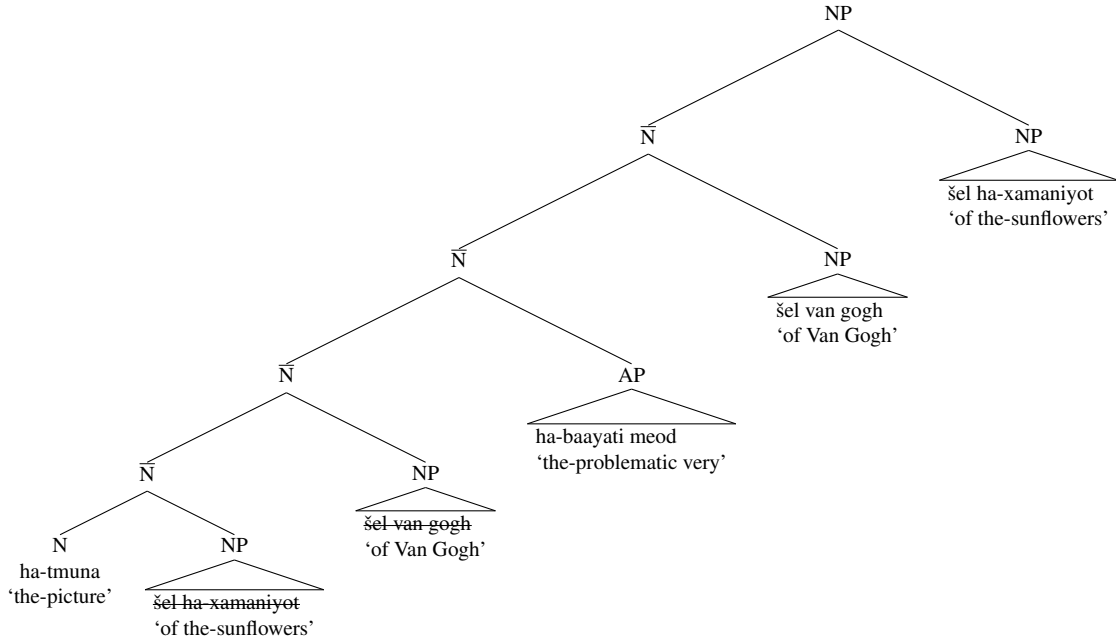 NP
N̅
NP
šel ha-xamaniyot
‘of the-sunflowers’
N̅
NP
šel van gogh
‘of Van Gogh’
N̅
AP
ha-baayati meod
‘the-problematic very’
N̅
NP
šel van gogh
‘of Van Gogh’
N
ha-tmuna
‘the-picture’
NP
šel ha-xamaniyot
‘of the-sunflowers’